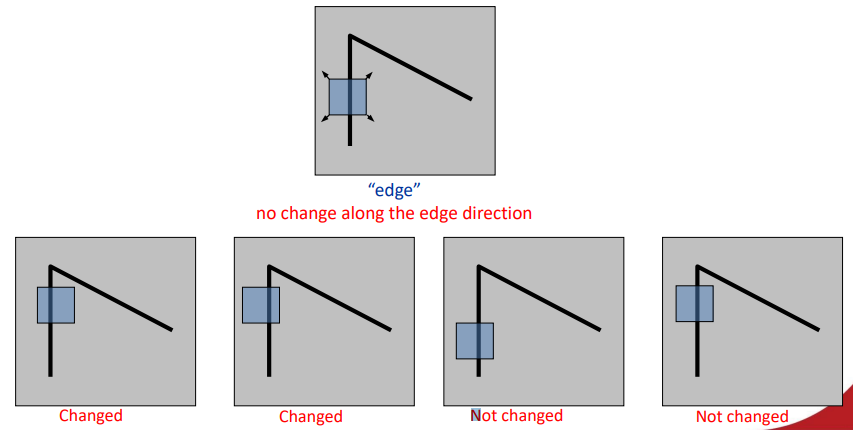 “edge”
no change along the edge direction
Changed
Changed
Not changed
Not changed